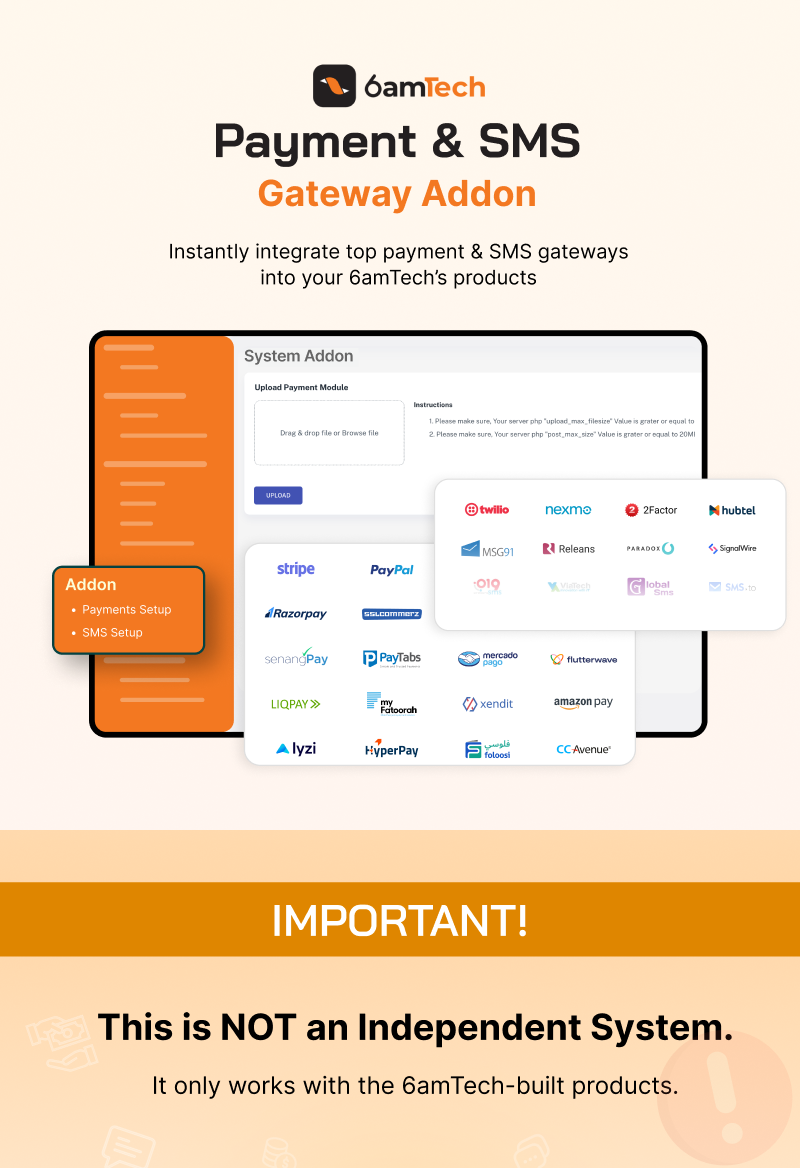 6amTech
Payment & SMS
Gateway Addon
Instantly integrate top payment & SMS gateways
into your 6amTech's products
System Addon
Upload Payment Module
Drag & drop file or Browse file
Instructions
1. Please make sure, Your server php "upload_max_filesize" Value is grater or equal to
2. Please make sure, Your server php "post_max_size" Value is grater or equal to 20MI
UPLOAD
twilio nexmo 2 2Factor hubtel
MSG91 Releans PARADOX SignalWire
019 ViaTech Global Sms SMS.to
Addon
• Payments Setup
• SMS Setup
stripe PayPal
Razorpay SSLCOMMERZ
senangPay PayTabs mercado pago flutterwave
LIQPAY my Fatoorah xendit amazon pay
lyzi HyperPay فلوسي foloosi CCAvenue
IMPORTANT!
This is NOT an Independent System.
It only works with the 6amTech-built products.